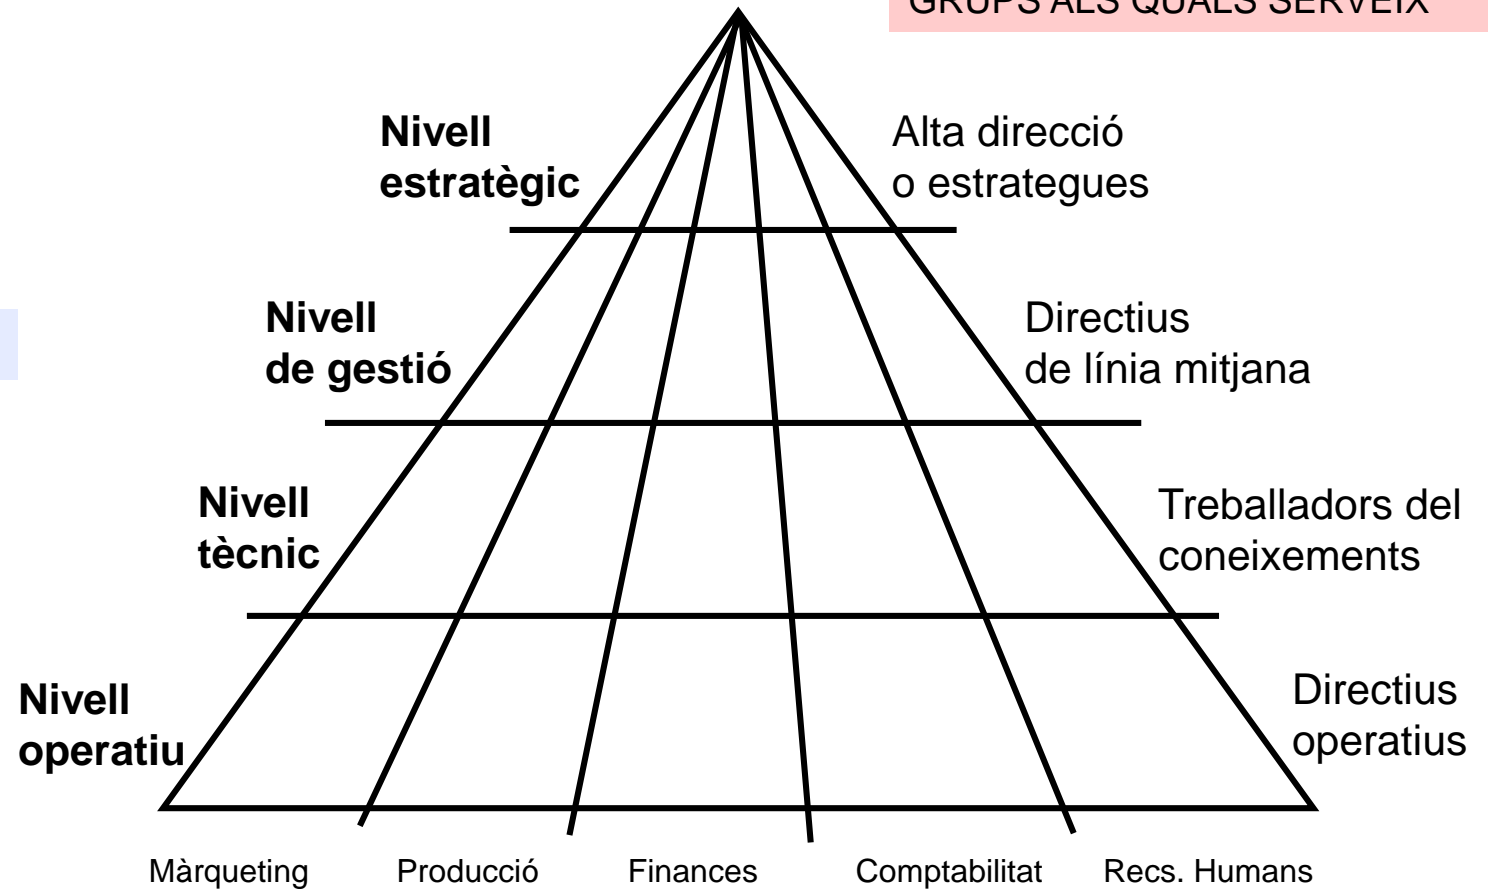 GRUPS ALS QUALS SERVEIX
Nivell
estratègic
Alta direcció
o estrategues
Nivell
de gestió
Directius
de línia mitjana
Nivell
tècnic
Treballadors del
coneixements
Nivell
operatiu
Directius
operatius
Màrqueting Producció Finances Comptabilitat Recs. Humans